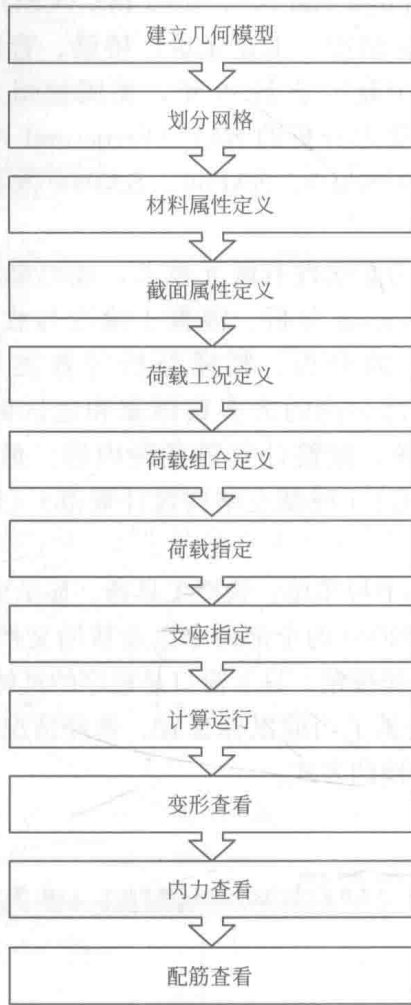 建立几何模型
划分网格
材料属性定义
截面属性定义
荷载工况定义
荷载组合定义
荷载指定
支座指定
计算运行
变形查看
内力查看
配筋查看